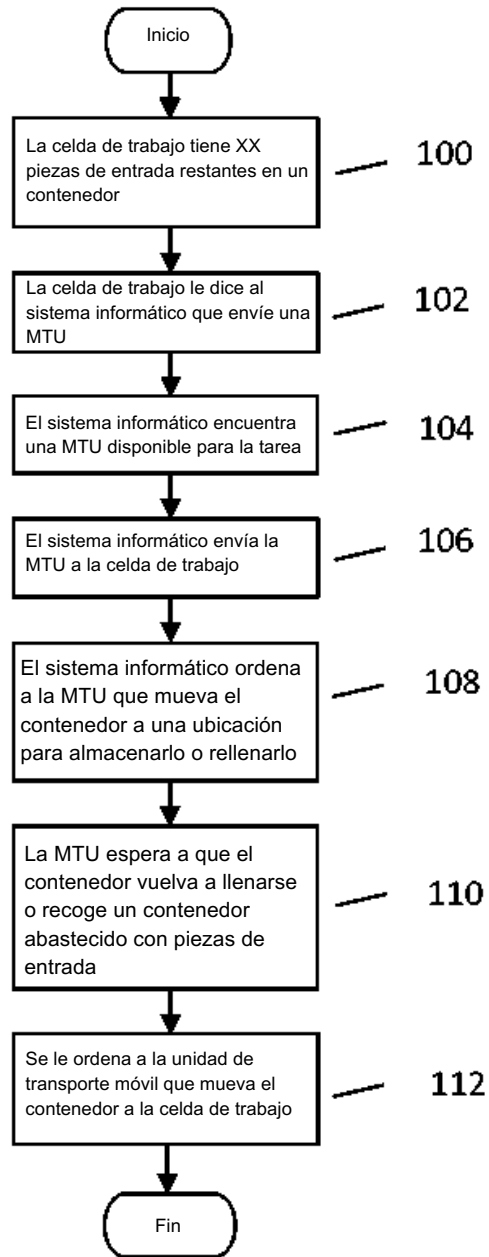 Inicio
La celda de trabajo tiene XX
piezas de entrada restantes en un
contenedor
100
La celda de trabajo le dice al
sistema informático que envíe una
MTU
102
El sistema informático encuentra
una MTU disponible para la tarea
104
El sistema informático envía la
MTU a la celda de trabajo
106
El sistema informático ordena
a la MTU que mueva el
contenedor a una ubicación
para almacenarlo o rellenarlo
108
La MTU espera a que el
contenedor vuelva a llenarse
o recoge un contenedor
abastecido con piezas de
entrada
110
Se le ordena a la unidad de
transporte móvil que mueva el
contenedor a la celda de trabajo
112
Fin